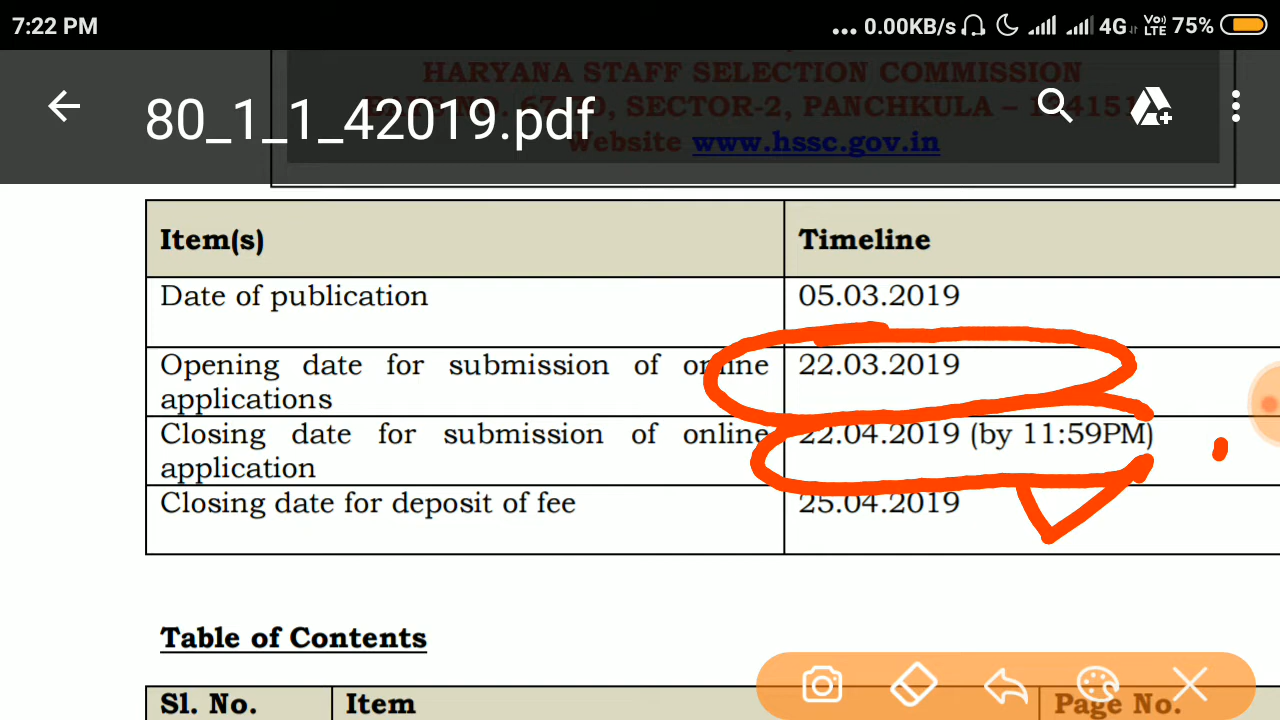 7:22 PM
... 0.00KB/s 4G Vo) LTE 75%
HARYANA STAFF SELECTION COMMISSION
SECTOR-2, PANCHKULA –
80_1_1_42019.pdf
Website www.hssc.gov.in
Item(s) Timeline
Date of publication 05.03.2019
Opening date for submission of online 22.03.2019
applications
Closing date for submission of online 22.04.2019 (by 11:59PM)
application
Closing date for deposit of fee 25.04.2019
Table of Contents
Sl. No. Item Page No.